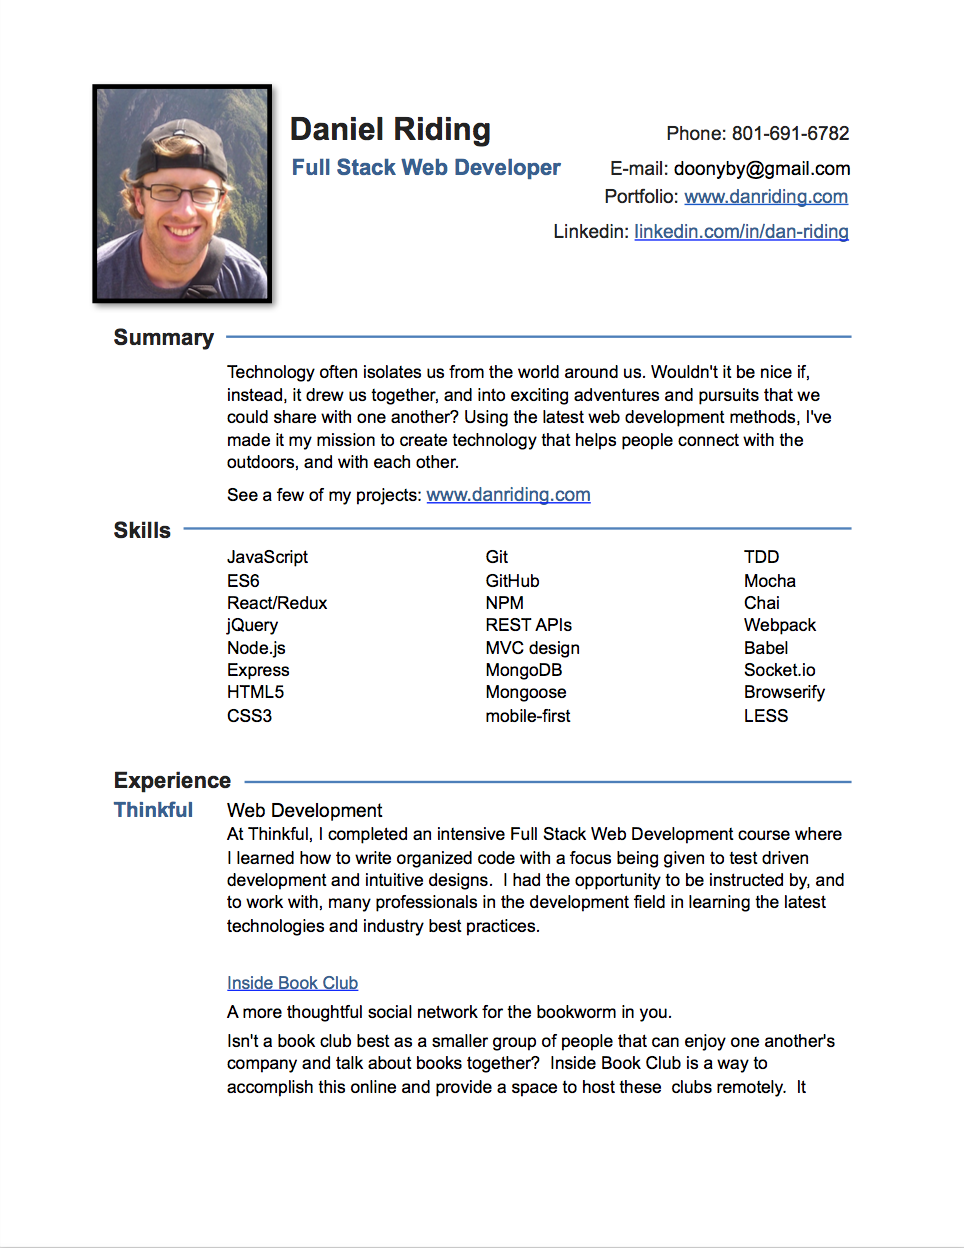 Daniel Riding
Phone: 801-691-6782
Full Stack Web Developer
E-mail: doonyby@gmail.com
Portfolio: www.danriding.com
Linkedin: linkedin.com/in/dan-riding
Summary
Technology often isolates us from the world around us. Wouldn't it be nice if,
instead, it drew us together, and into exciting adventures and pursuits that we
could share with one another? Using the latest web development methods, I've
made it my mission to create technology that helps people connect with the
outdoors, and with each other.
See a few of my projects: www.danriding.com
Skills
JavaScript
ES6
React/Redux
jQuery
Node.js
Express
HTML5
CSS3
Git
GitHub
NPM
REST APIs
MVC design
MongoDB
Mongoose
mobile-first
TDD
Mocha
Chai
Webpack
Babel
Socket.io
Browserify
LESS
Experience
Thinkful
Web Development
At Thinkful, I completed an intensive Full Stack Web Development course where
I learned how to write organized code with a focus being given to test driven
development and intuitive designs.  I had the opportunity to be instructed by, and
to work with, many professionals in the development field in learning the latest
technologies and industry best practices.
Inside Book Club
A more thoughtful social network for the bookworm in you.
Isn't a book club best as a smaller group of people that can enjoy one another's
company and talk about books together?  Inside Book Club is a way to
accomplish this online and provide a space to host these  clubs remotely.  It